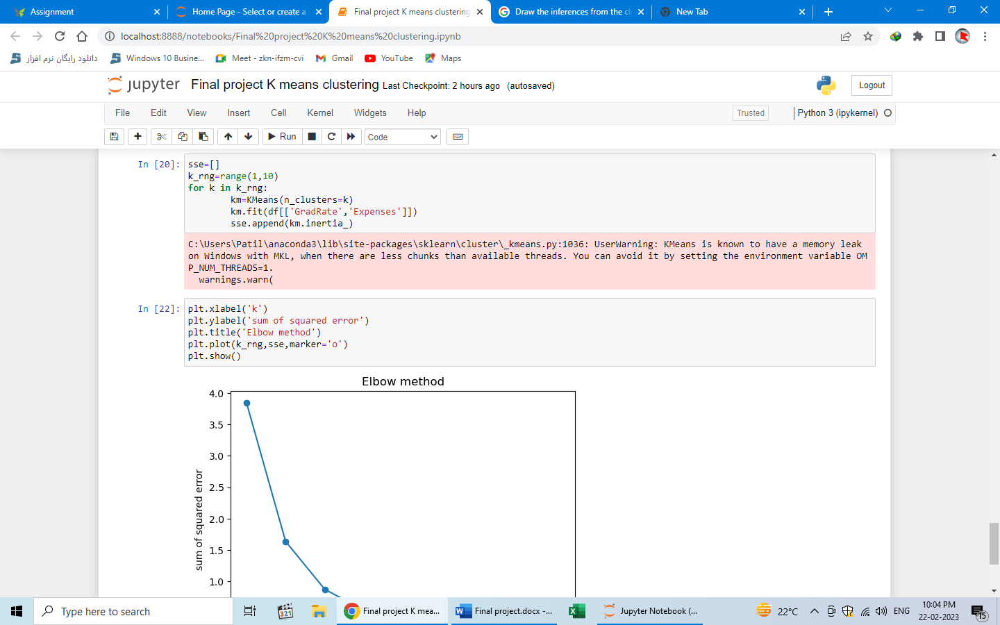 Assignment
Home Page - Select or create a
Final project K means clustering
Draw the inferences from the cl
New Tab
localhost:8888/notebooks/Final%20project%20K%20means%20clustering.ipynb
دانلود رایگان نرم افزار
Windows 10 Busine...
Meet - zkn-ifzm-cvi
Gmail
YouTube
Maps
jupyter Final project K means clustering Last Checkpoint: 2 hours ago (autosaved)
Logout
File Edit View Insert Cell Kernel Widgets Help
Trusted
Python 3 (ipykernel)
Run
Code
In [20]: sse=[]
k_rng=range(1,10)
for k in k_rng:
km=KMeans(n_clusters=k)
km.fit(df[['GradRate','Expenses']])
sse.append(km.inertia_)
C:\Users\Patil\anaconda3\lib\site-packages\sklearn\cluster\_kmeans.py:1036: UserWarning: KMeans is known to have a memory leak
on Windows with MKL, when there are less chunks than available threads. You can avoid it by setting the environment variable OM
P_NUM_THREADS=1.
warnings.warn(
In [22]: plt.xlabel('k')
plt.ylabel('sum of squared error')
plt.title('Elbow method')
plt.plot(k_rng,sse,marker='o')
plt.show()
Elbow method
4.0
3.5
3.0
2.5
2.0
1.5
1.0
sum of squared error
Type here to search
321
Final project K mea...
Final project.docx -...
Jupyter Notebook (...
22°C
ENG
10:04 PM
22-02-2023
15